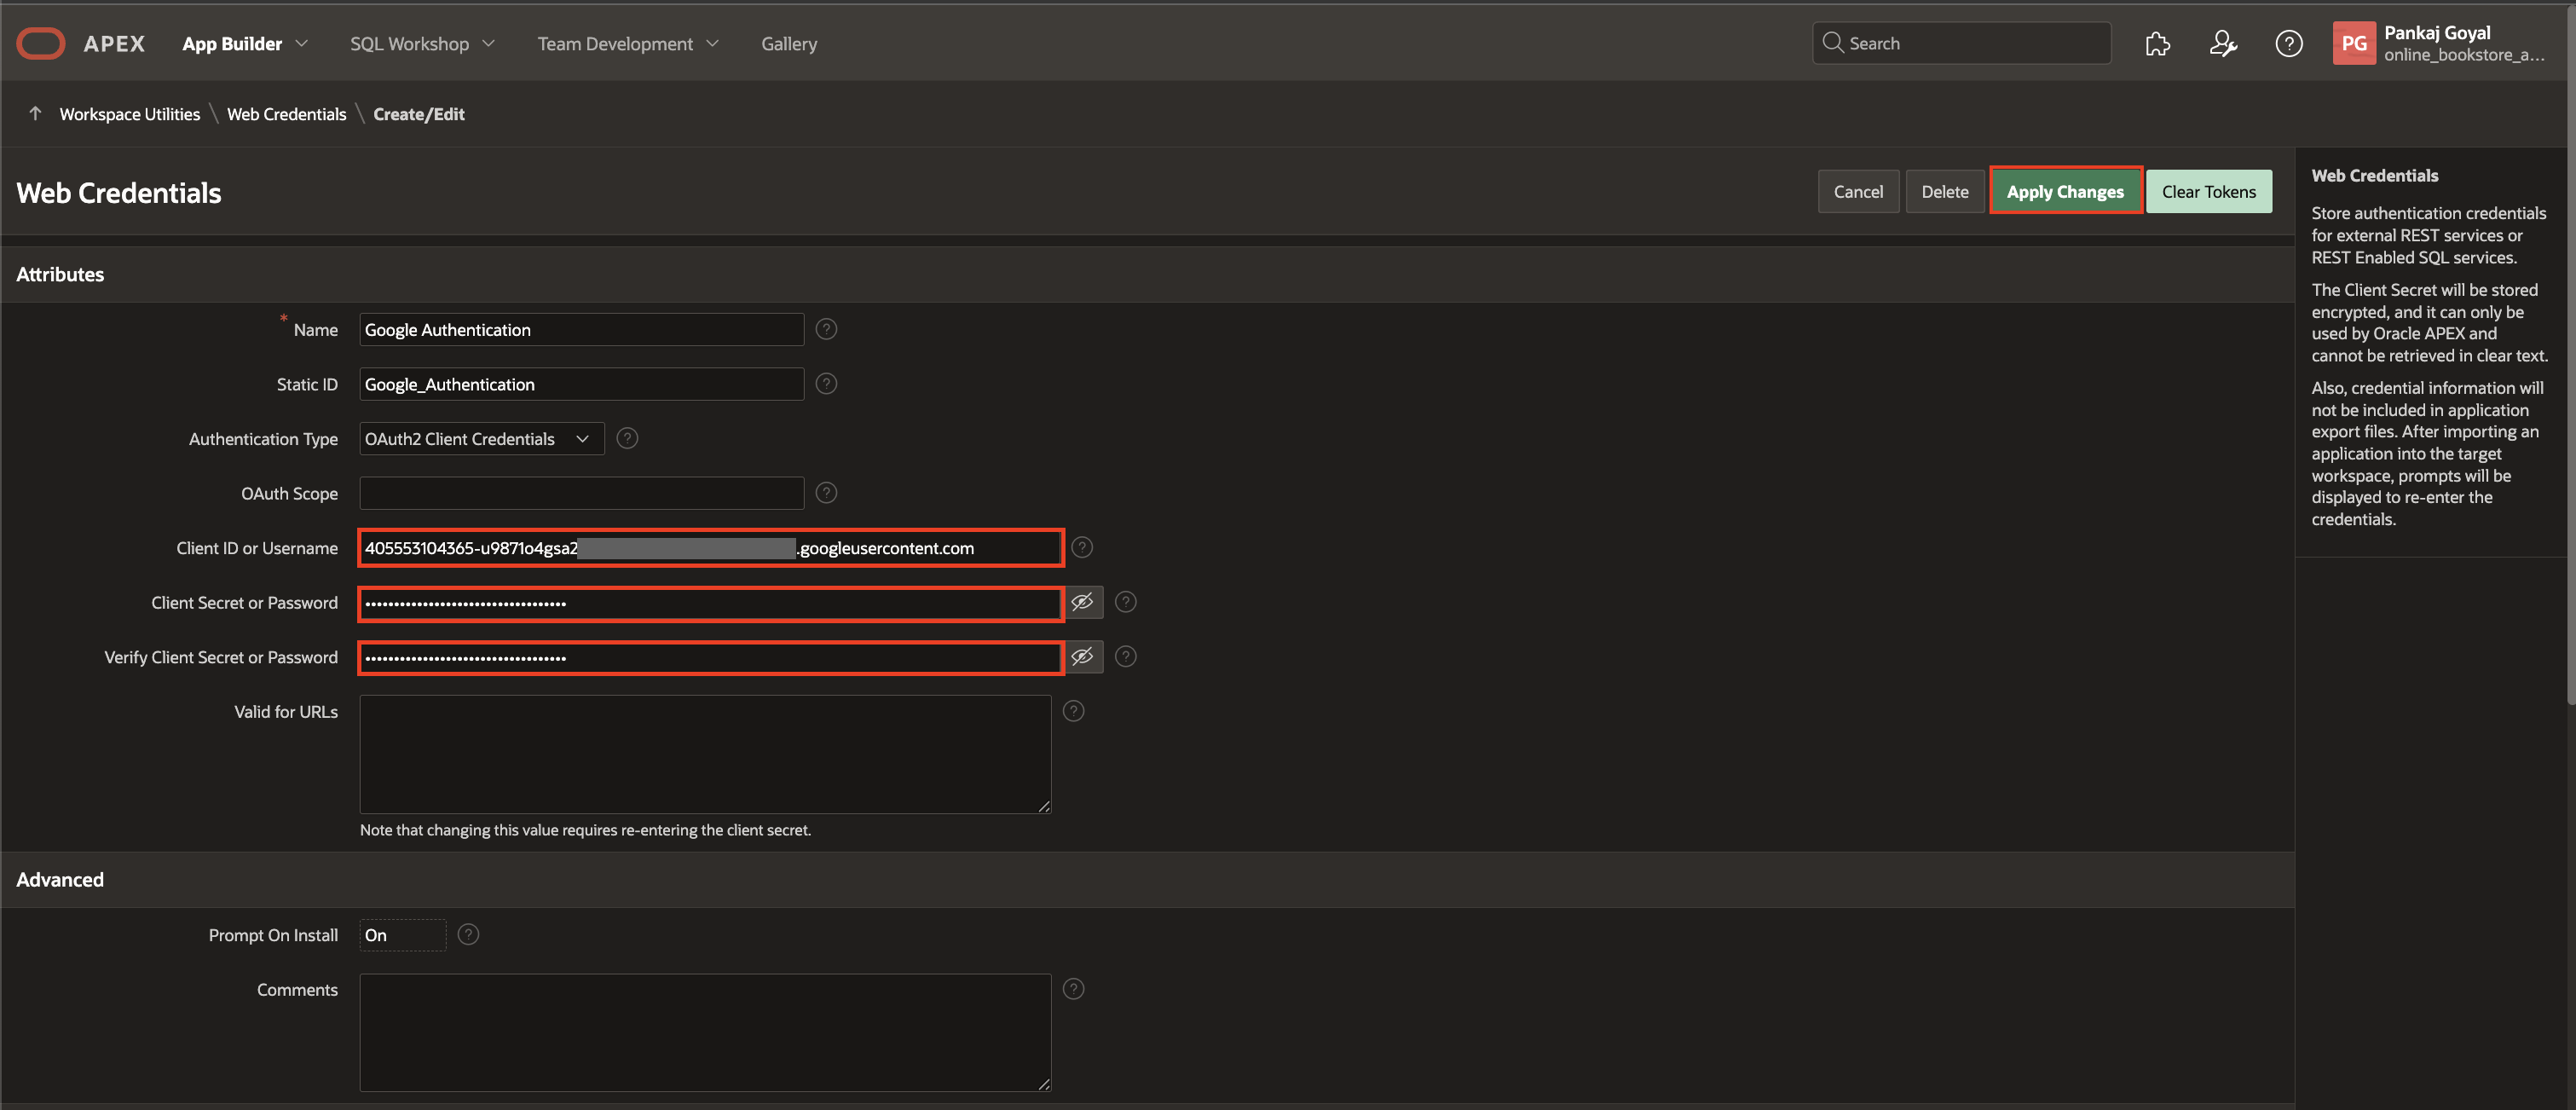 APEX App Builder SQL Workshop Team Development Gallery Search PG Pankaj Goyal
online_bookstore_a...
Workspace Utilities \ Web Credentials \ Create/Edit
Web Credentials
Cancel Delete Apply Changes Clear Tokens
Attributes
* Name Google Authentication
Static ID Google_Authentication
Authentication Type OAuth2 Client Credentials
OAuth Scope
Client ID or Username 405553104365-u9871o4gsa2 .googleusercontent.com
Client Secret or Password
Verify Client Secret or Password
Valid for URLs
Note that changing this value requires re-entering the client secret.
Advanced
Prompt On Install On
Comments
Web Credentials
Store authentication credentials
for external REST services or
REST Enabled SQL services.
The Client Secret will be stored
encrypted, and it can only be
used by Oracle APEX and
cannot be retrieved in clear text.
Also, credential information will
not be included in application
export files. After importing an
application into the target
workspace, prompts will be
displayed to re-enter the
credentials.